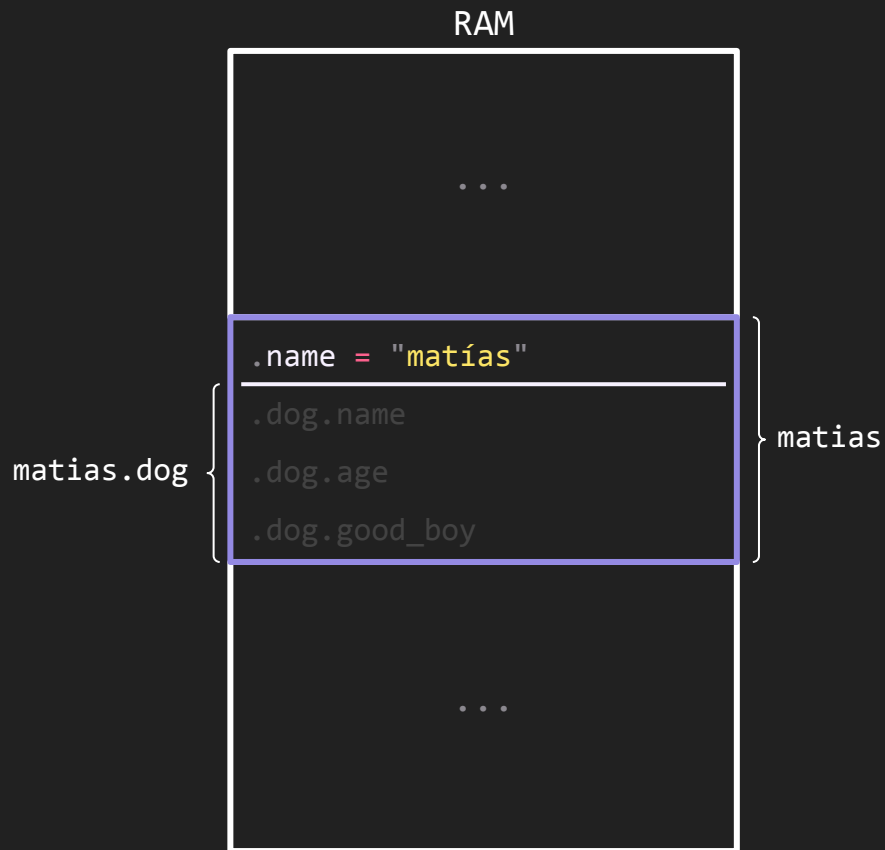 RAM
...
.name = "matías"
.dog.name
matias
matias.dog
.dog.age
.dog.good_boy
...